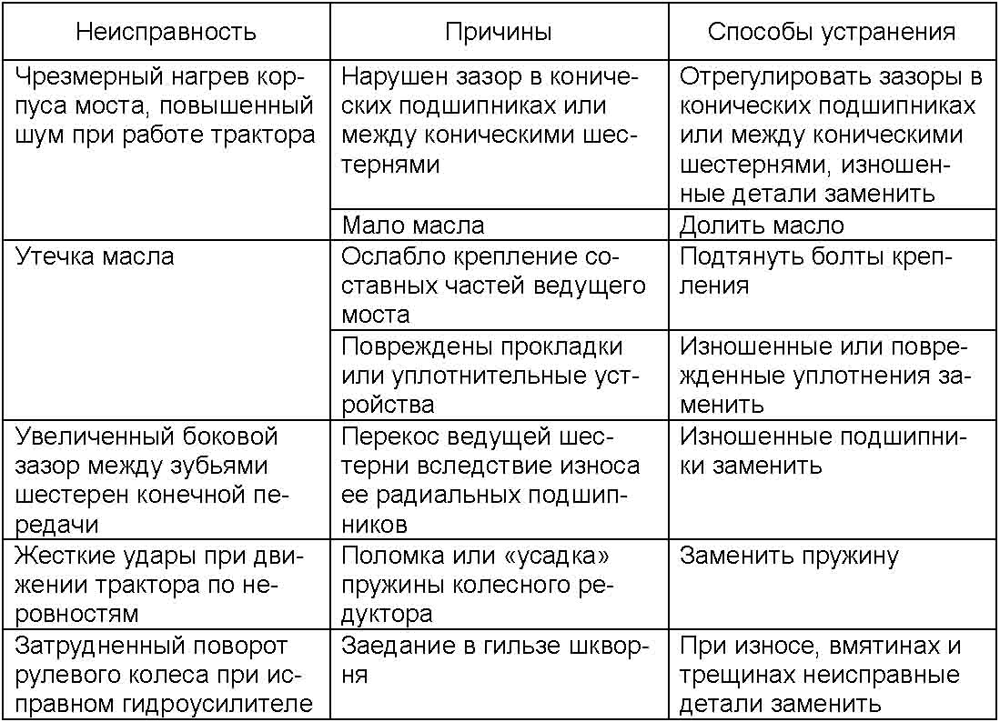 Неисправность
Причины
Способы устранения
Чрезмерный нагрев кор-
пуса моста, повышенный
шум при работе трактора
Нарушен зазор в кониче-
ских подшипниках или
между коническими шес-
тернями
Отрегулировать зазоры в
конических подшипниках
или между коническими
шестернями, изношен-
ные детали заменить
Мало масла
Долить масло
Утечка масла
Ослабло крепление со-
ставных частей ведущего
моста
Подтянуть болты креп-
ления
Повреждены прокладки
или уплотнительные уст-
ройства
Изношенные или повре-
жденные уплотнения за-
менить
Увеличенный боковой
зазор между зубьями
шестерен конечной пе-
редачи
Перекос ведущей шес-
терни вследствие износа
ее радиальных подшип-
ников
Изношенные подшипни-
ки заменить
Жесткие удары при дви-
жении трактора по не-
ровностям
Поломка или «усадка»
пружины колесного ре-
дуктора
Заменить пружину
Затрудненный поворот
рулевого колеса при ис-
правном гидроусилителе
Заедание в гильзе шквор-
ня
При износе, вмятинах и
трещинах неисправные
детали заменить